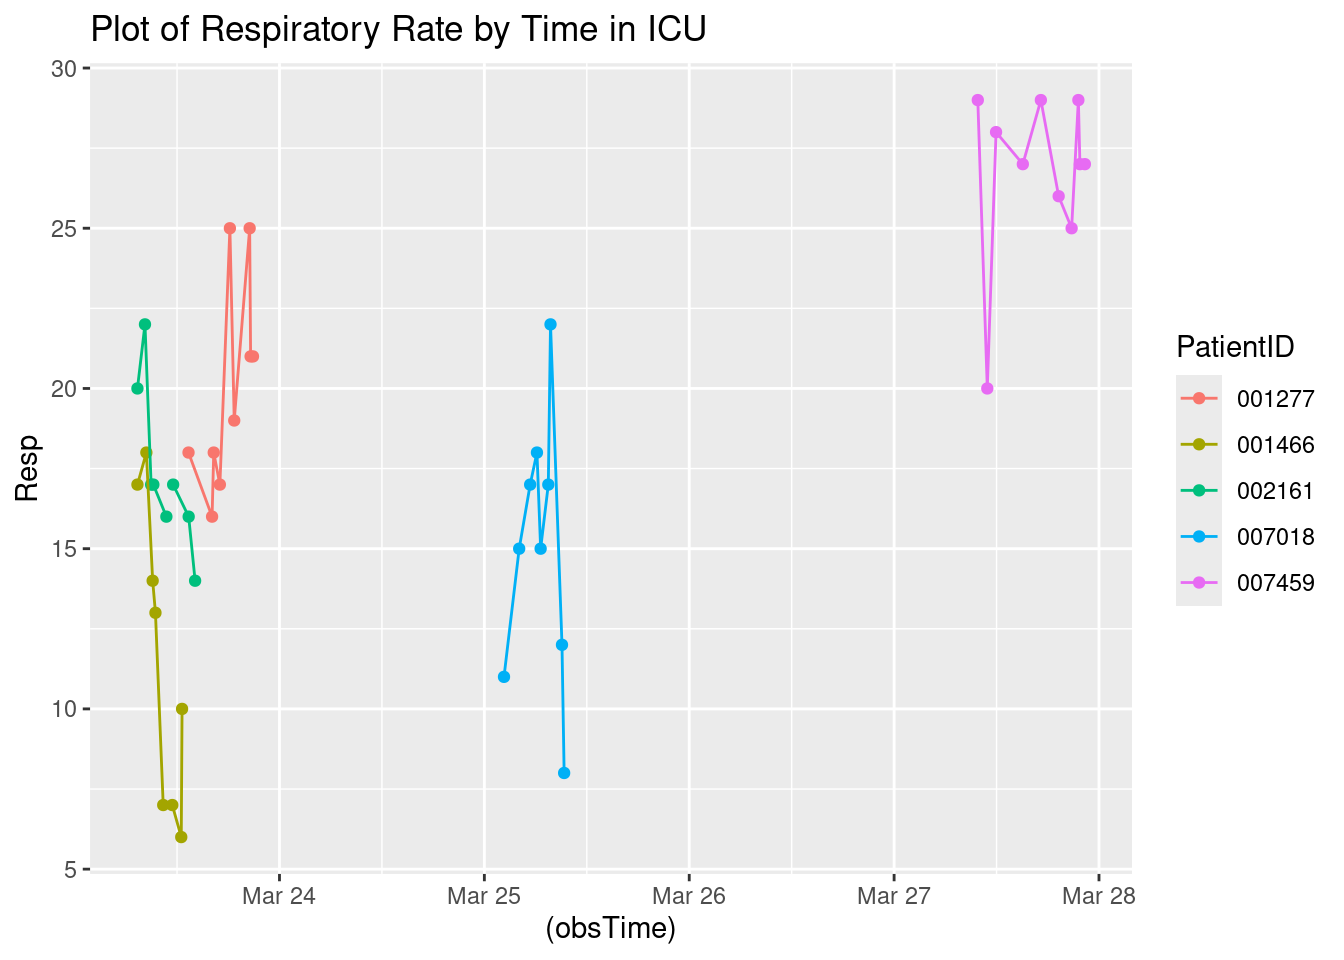 Plot of Respiratory Rate by Time in ICU
30
25
20
15
10
5
Resp
Mar 24
Mar 25
Mar 26
Mar 27
Mar 28
(obsTime)
PatientID
001277
001466
002161
007018
007459